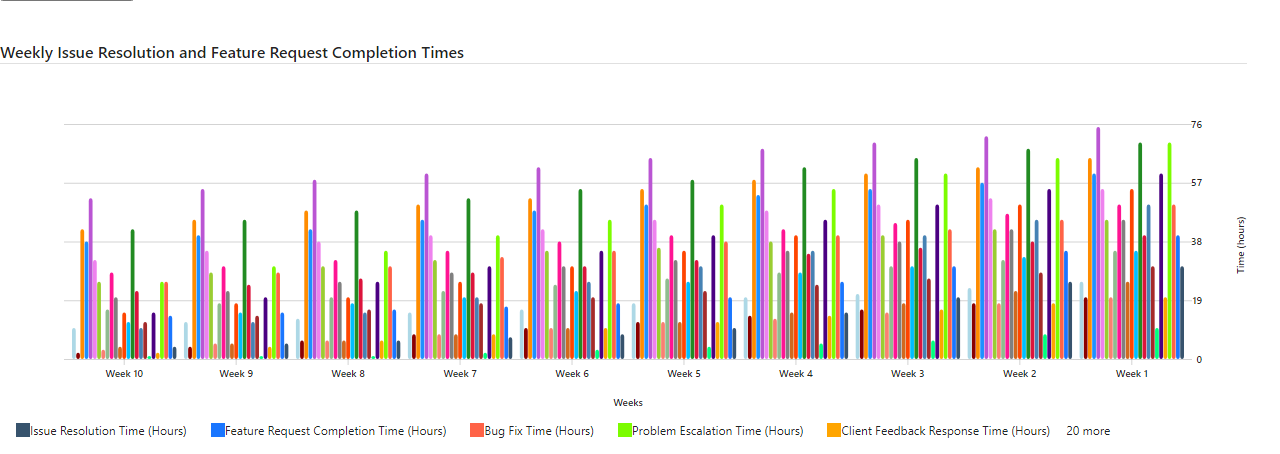 Weekly Issue Resolution and Feature Request Completion Times
76
57
38
19
0
Time (hours)
Week 10 Week 9 Week 8 Week 7 Week 6 Week 5 Week 4 Week 3 Week 2 Week 1
Weeks
Issue Resolution Time (Hours) Feature Request Completion Time (Hours) Bug Fix Time (Hours) Problem Escalation Time (Hours) Client Feedback Response Time (Hours) 20 more